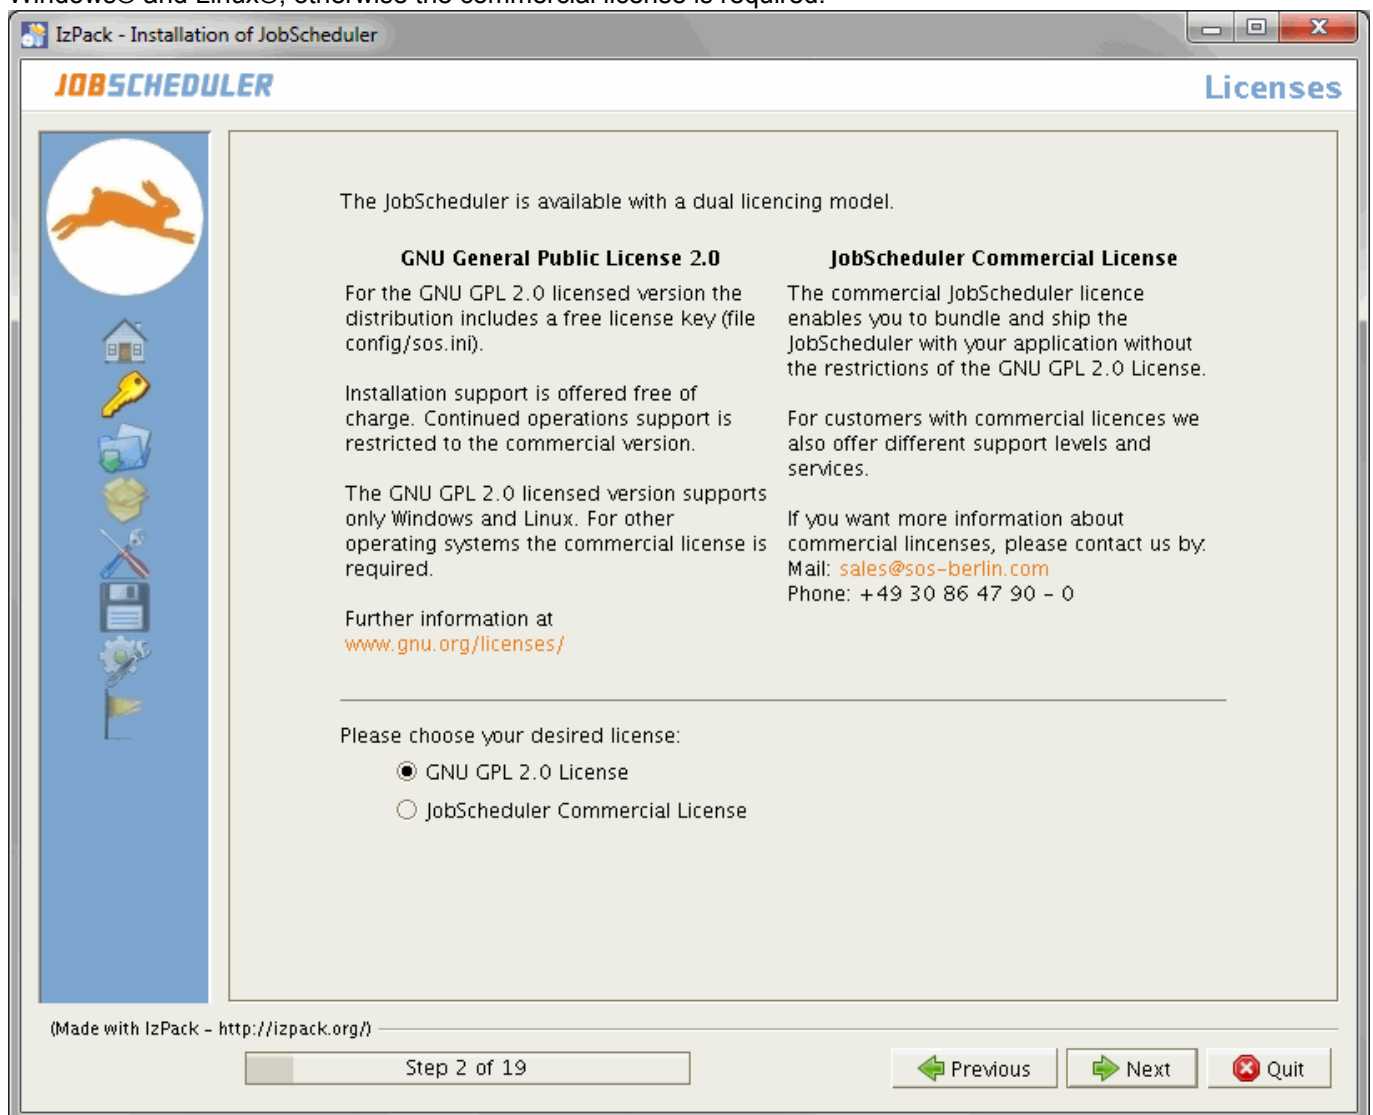 Windows® and Linux®, otherwise the commercial license is required.
IzPack - Installation of JobScheduler
JOBSCHEDULER
Licenses
The JobScheduler is available with a dual licencing model.
GNU General Public License 2.0
For the GNU GPL 2.0 licensed version the
distribution includes a free license key (file
config/sos.ini).
Installation support is offered free of
charge. Continued operations support is
restricted to the commercial version.
The GNU GPL 2.0 licensed version supports
only Windows and Linux. For other
operating systems the commercial license is
required.
Further information at
www.gnu.org/licenses/
JobScheduler Commercial License
The commercial JobScheduler licence
enables you to bundle and ship the
JobScheduler with your application without
the restrictions of the GNU GPL 2.0 License.
For customers with commercial licences we
also offer different support levels and
services.
If you want more information about
commercial lincenses, please contact us by:
Mail: sales@sos-berlin.com
Phone: +49 30 86 47 90 - 0
Please choose your desired license:
GNU GPL 2.0 License
JobScheduler Commercial License
(Made with IzPack - http://izpack.org/)
Step 2 of 19
Previous
Next
Quit